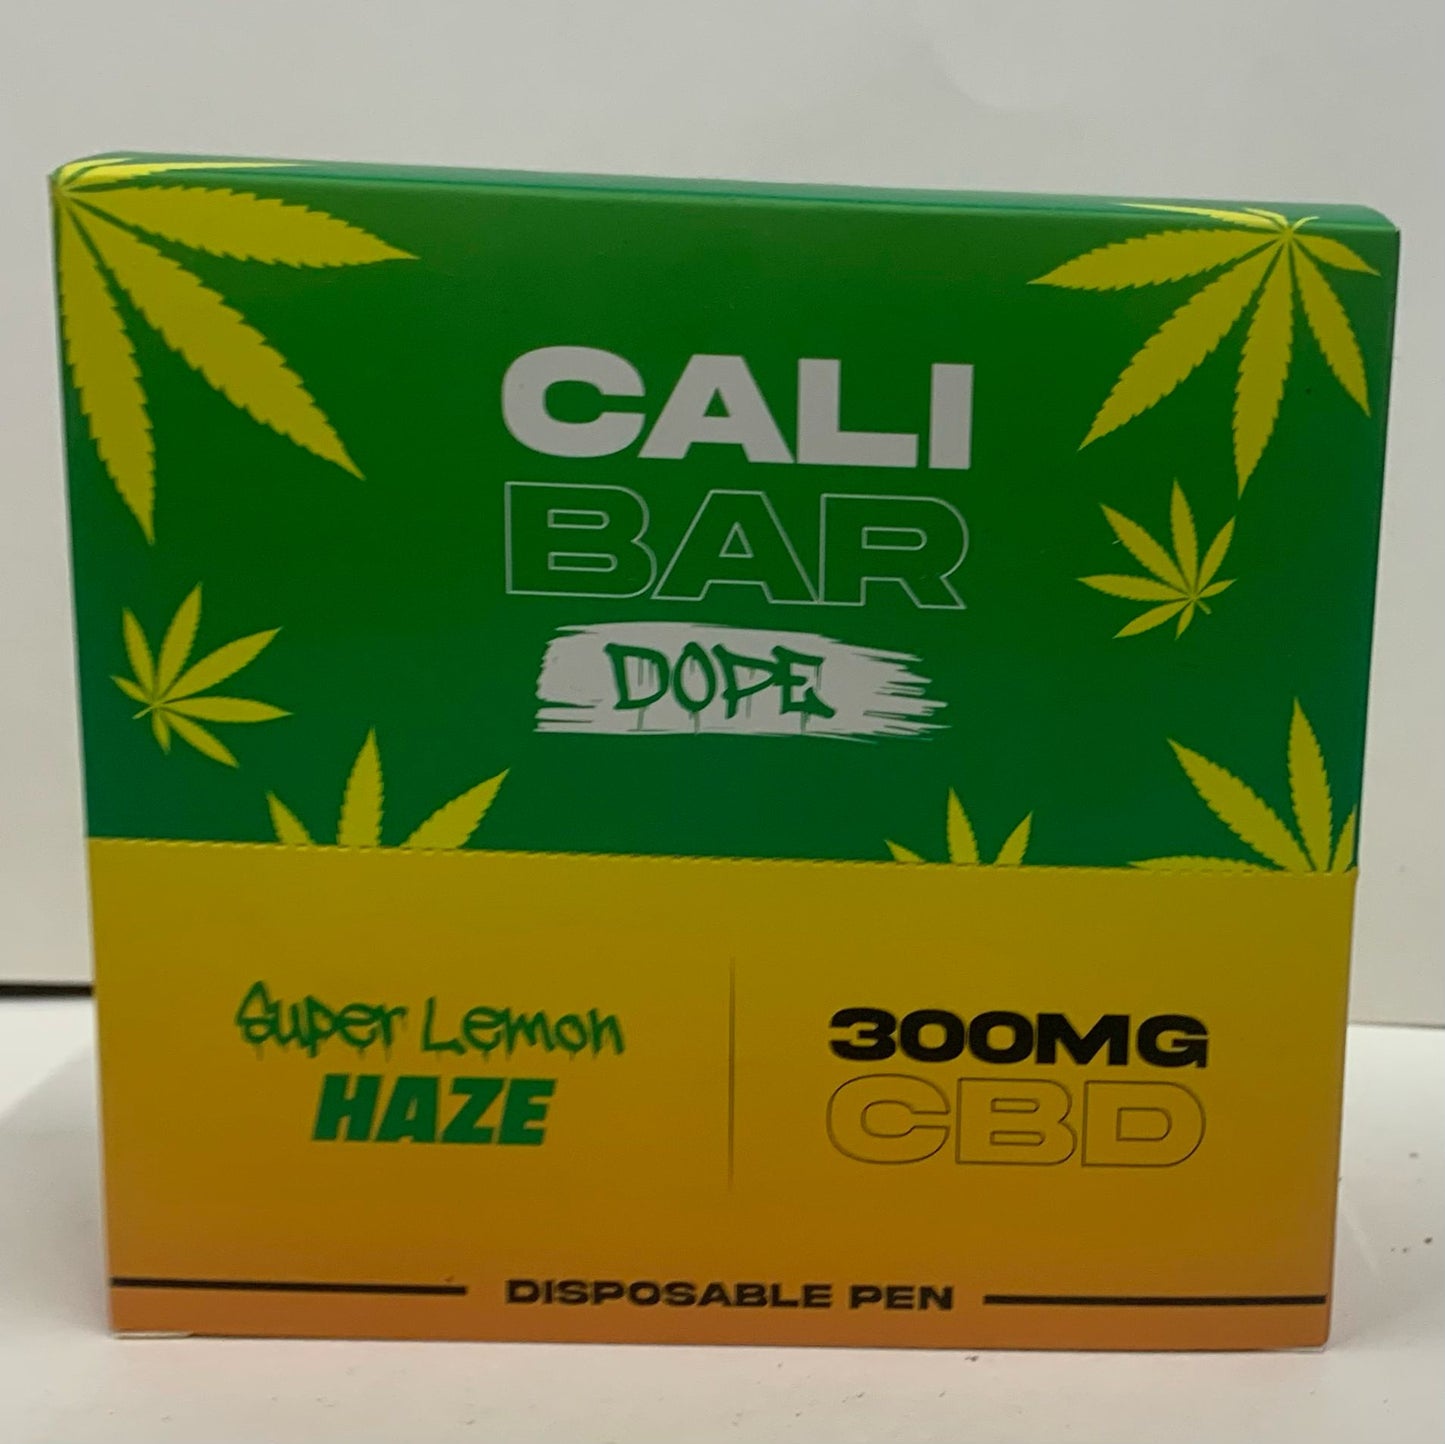 CALI
BAR
DOPE
Super Lemon
HAZE
300MG
CBD
DISPOSABLE PEN